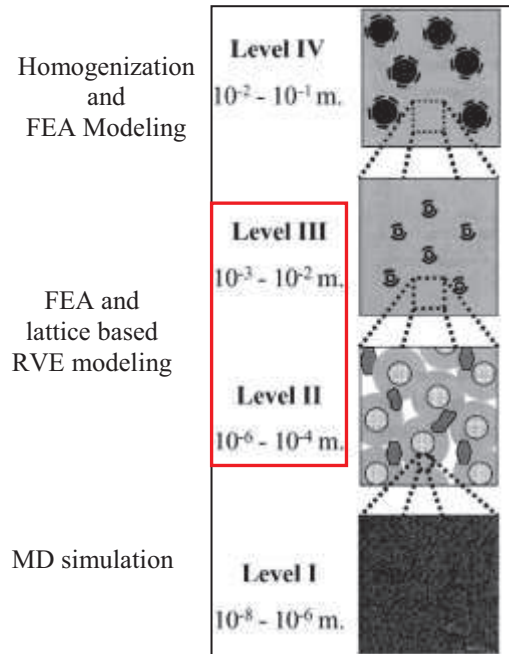 Homogenization
and
FEA Modeling
Level IV
10⁻² - 10⁻¹ m.
Level III
10⁻³ - 10⁻² m.
FEA and
lattice based
RVE modeling
Level II
10⁻⁶ - 10⁻⁴ m.
MD simulation
Level I
10⁻⁸ - 10⁻⁶ m.